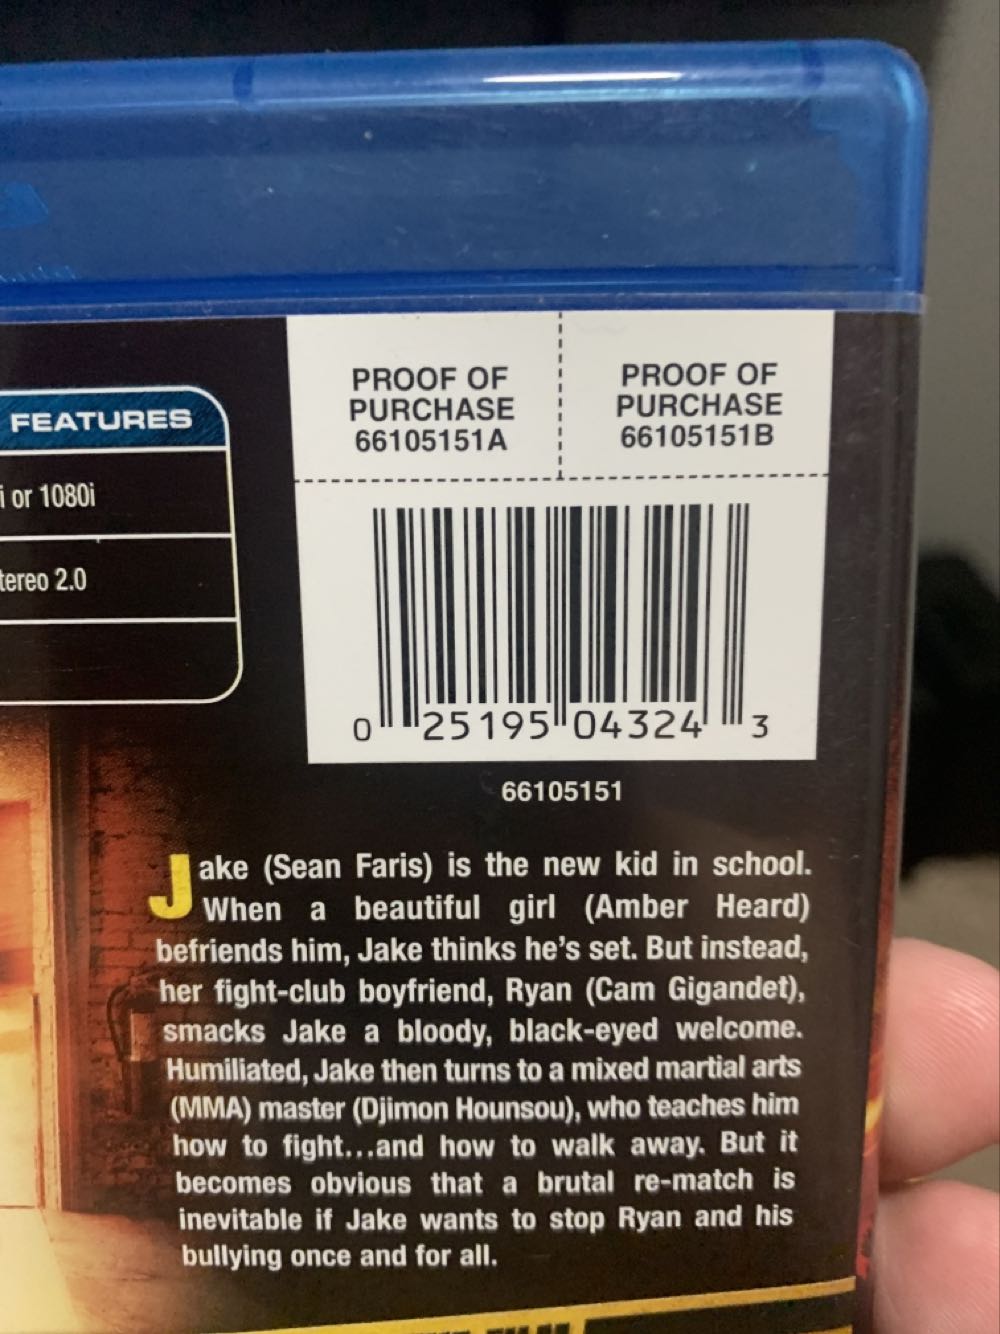 FEATURES
i or 1080i
tereo 2.0
PROOF OF
PURCHASE
66105151A
PROOF OF
PURCHASE
66105151B
0 25195 04324 3
66105151
Jake (Sean Faris) is the new kid in school.
When a beautiful girl (Amber Heard)
befriends him, Jake thinks he's set. But instead,
her fight-club boyfriend, Ryan (Cam Gigandet),
smacks Jake a bloody, black-eyed welcome.
Humiliated, Jake then turns to a mixed martial arts
(MMA) master (Djimon Hounsou), who teaches him
how to fight...and how to walk away. But it
becomes obvious that a brutal re-match is
inevitable if Jake wants to stop Ryan and his
bullying once and for all.